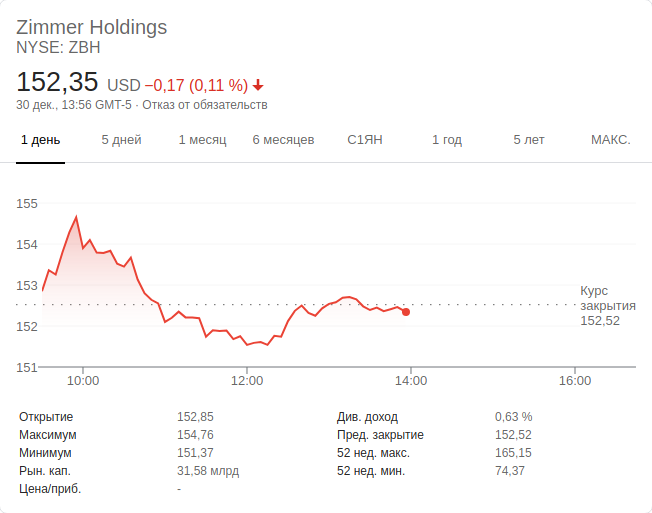 Zimmer Holdings
NYSE: ZBH
152,35 USD −0,17 (0,11 %)
30 дек., 13:56 GMT-5 · Отказ от обязательств
1 день 5 дней 1 месяц 6 месяцев С1ЯН 1 год 5 лет МАКС.
155
154
153
152
151
Курс
закрытия
152,52
10:00 12:00 14:00 16:00
Открытие 152,85 Див. доход 0,63 %
Максимум 154,76 Пред. закрытие 152,52
Минимум 151,37 52 нед. макс. 165,15
Рын. кап. 31,58 млрд 52 нед. мин. 74,37
Цена/приб. -